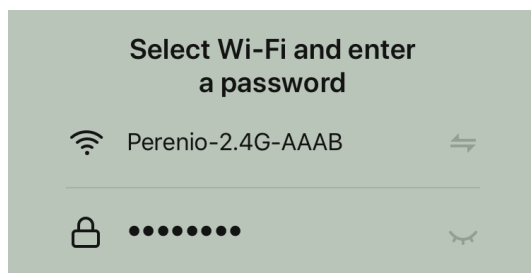 Select Wi-Fi and enter
a password
Perenio-2.4G-AAAB
••••••••